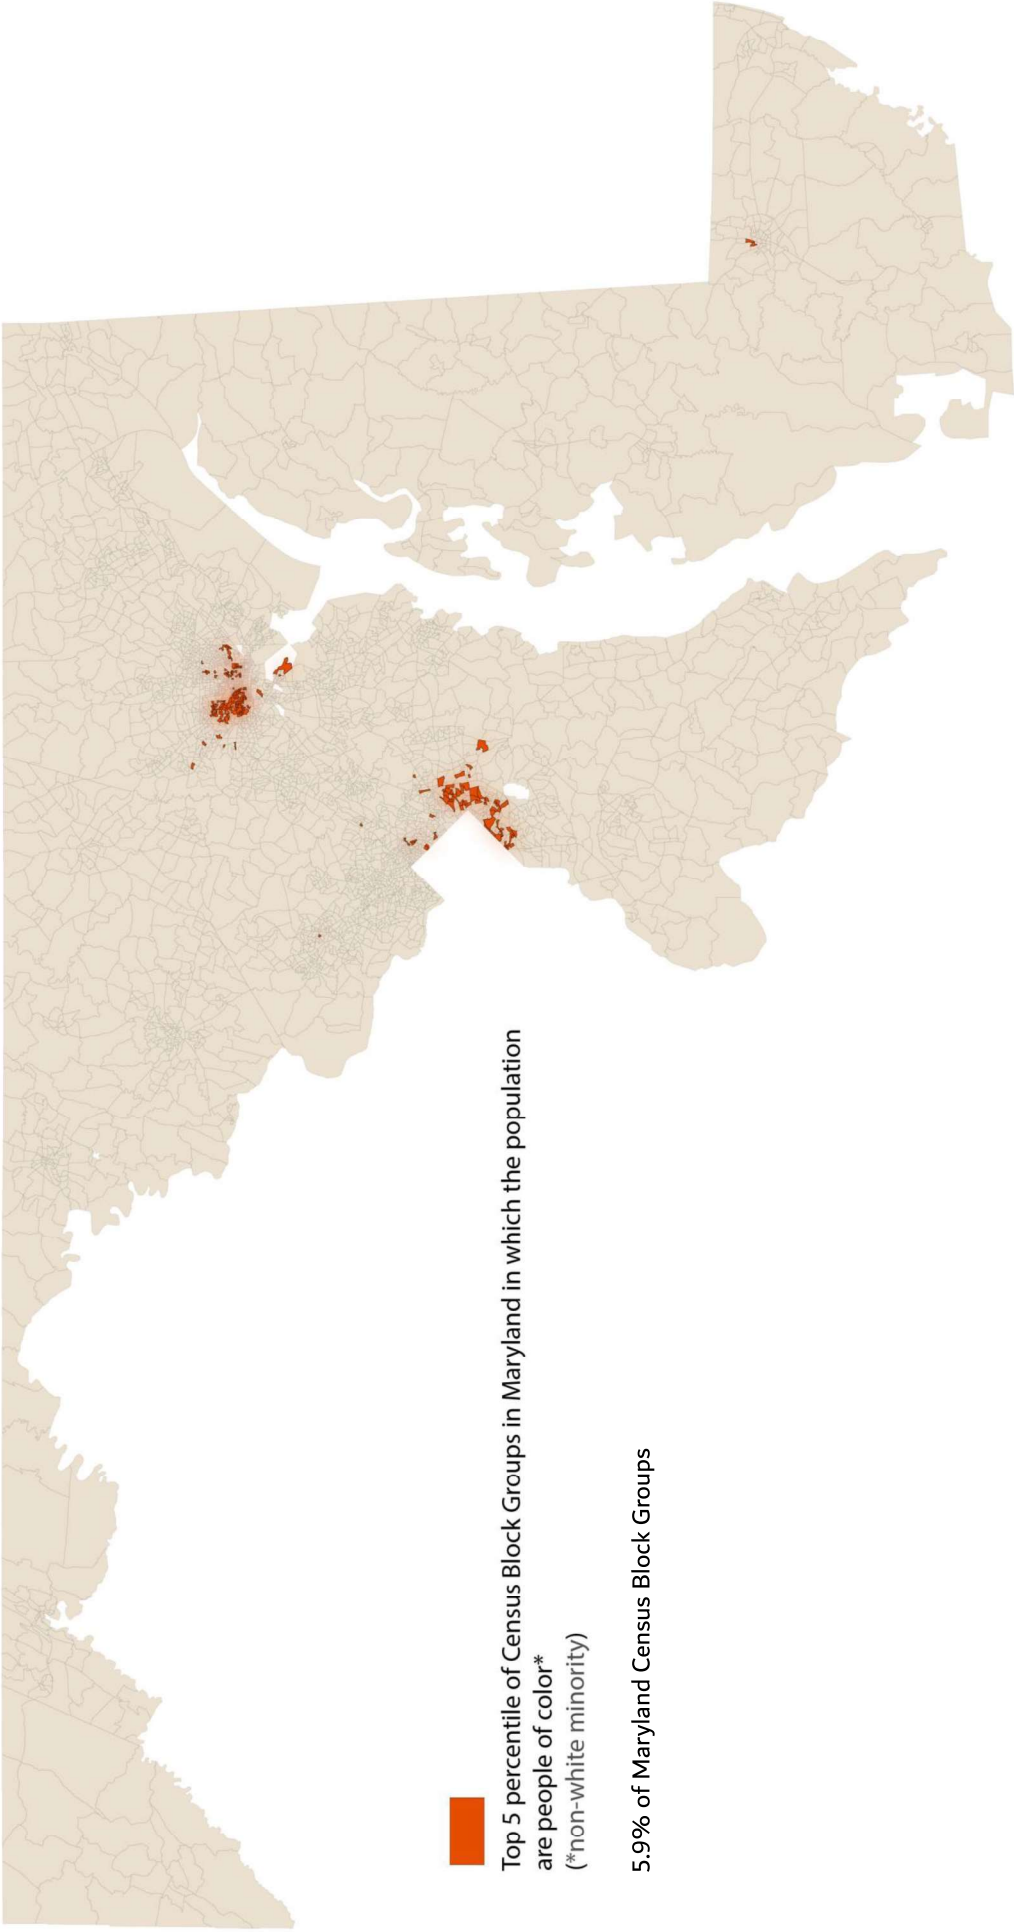 Top 5 percentile of Census Block Groups in Maryland in which the population
are people of color*
(*non-white minority)
5.9% of Maryland Census Block Groups